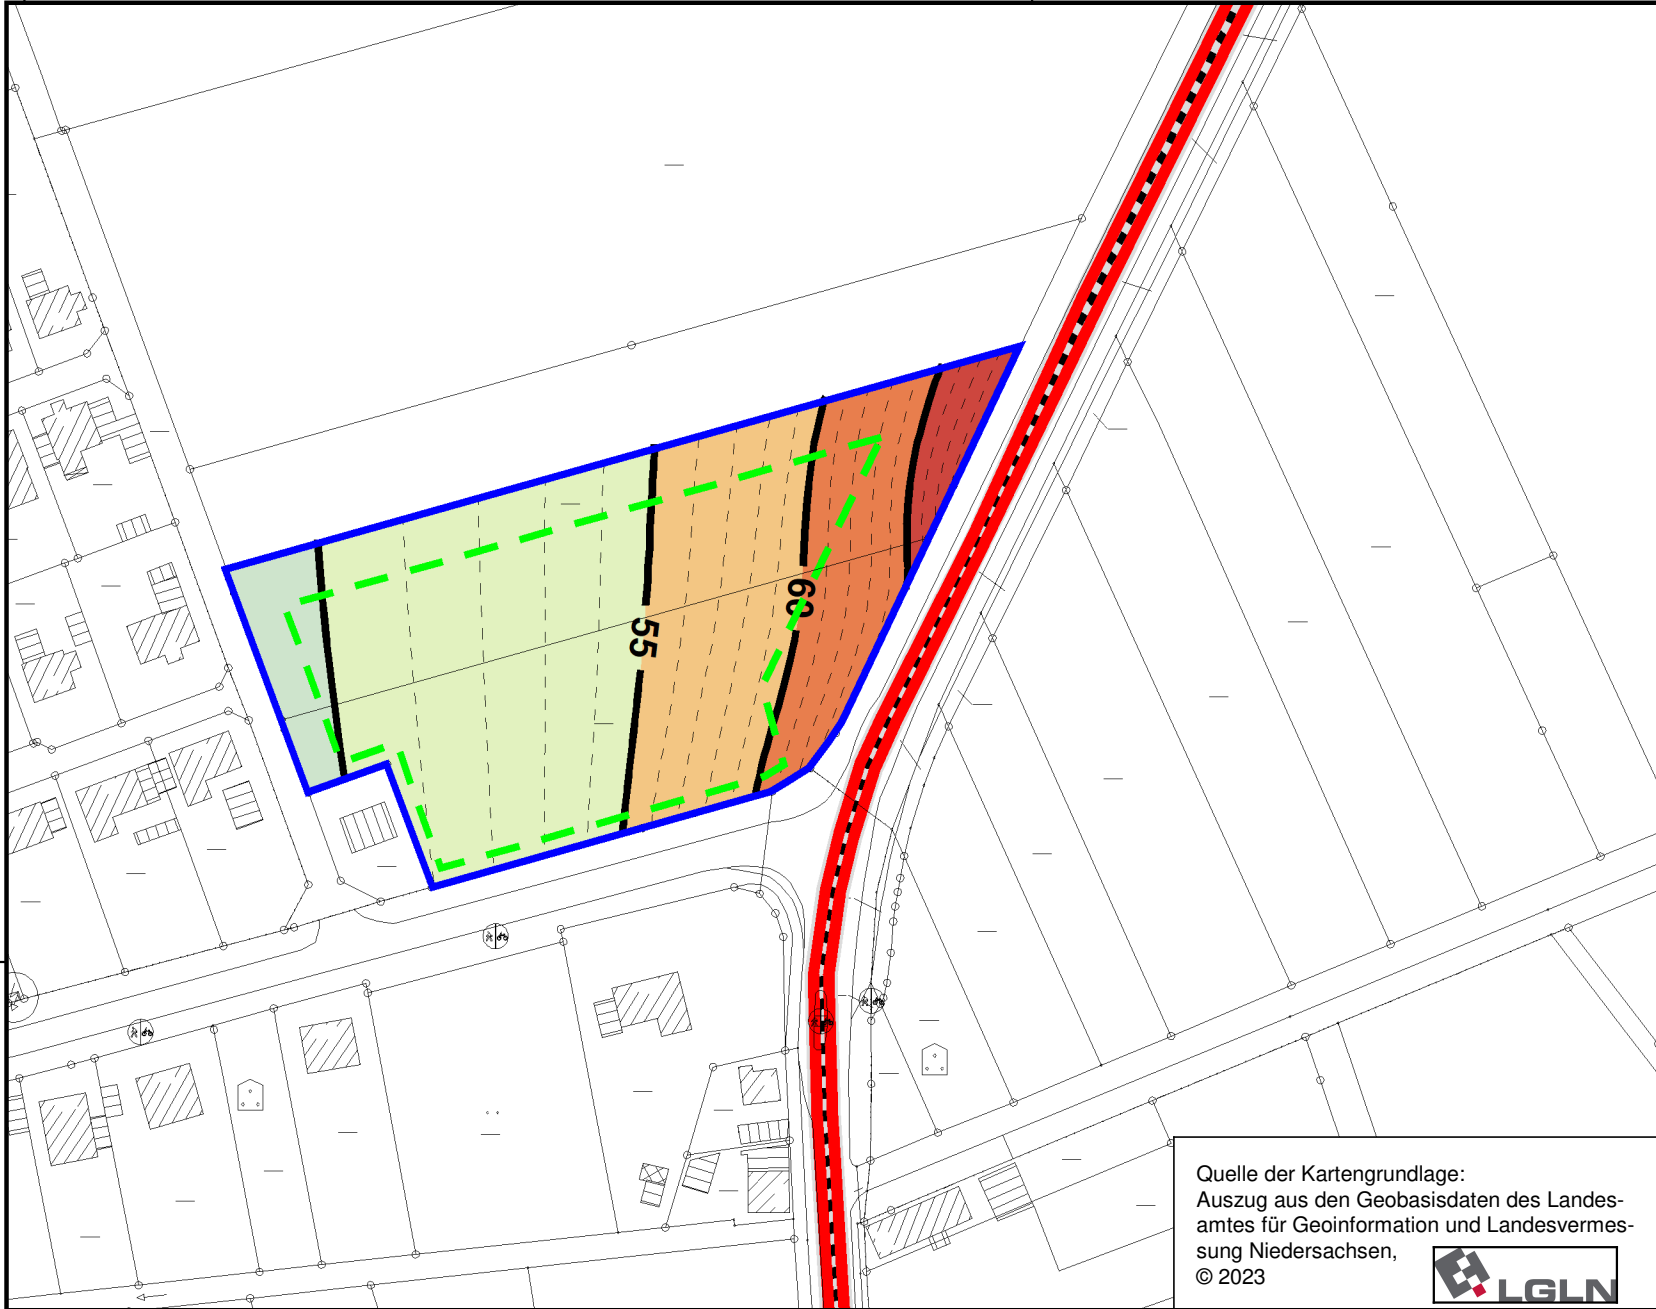 60
55
Quelle der Kartengrundlage:
Auszug aus den Geobasisdaten des Landes-
amtes für Geoinformation und Landesvermes-
sung Niedersachsen,
© 2023
LGLN